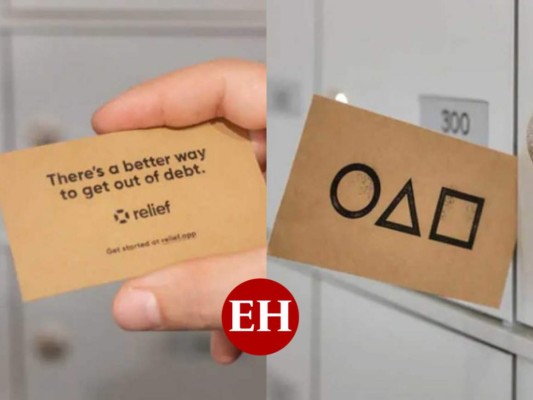 There's a better way
to get out of debt.
relief
Get started at relief.app
300
EH